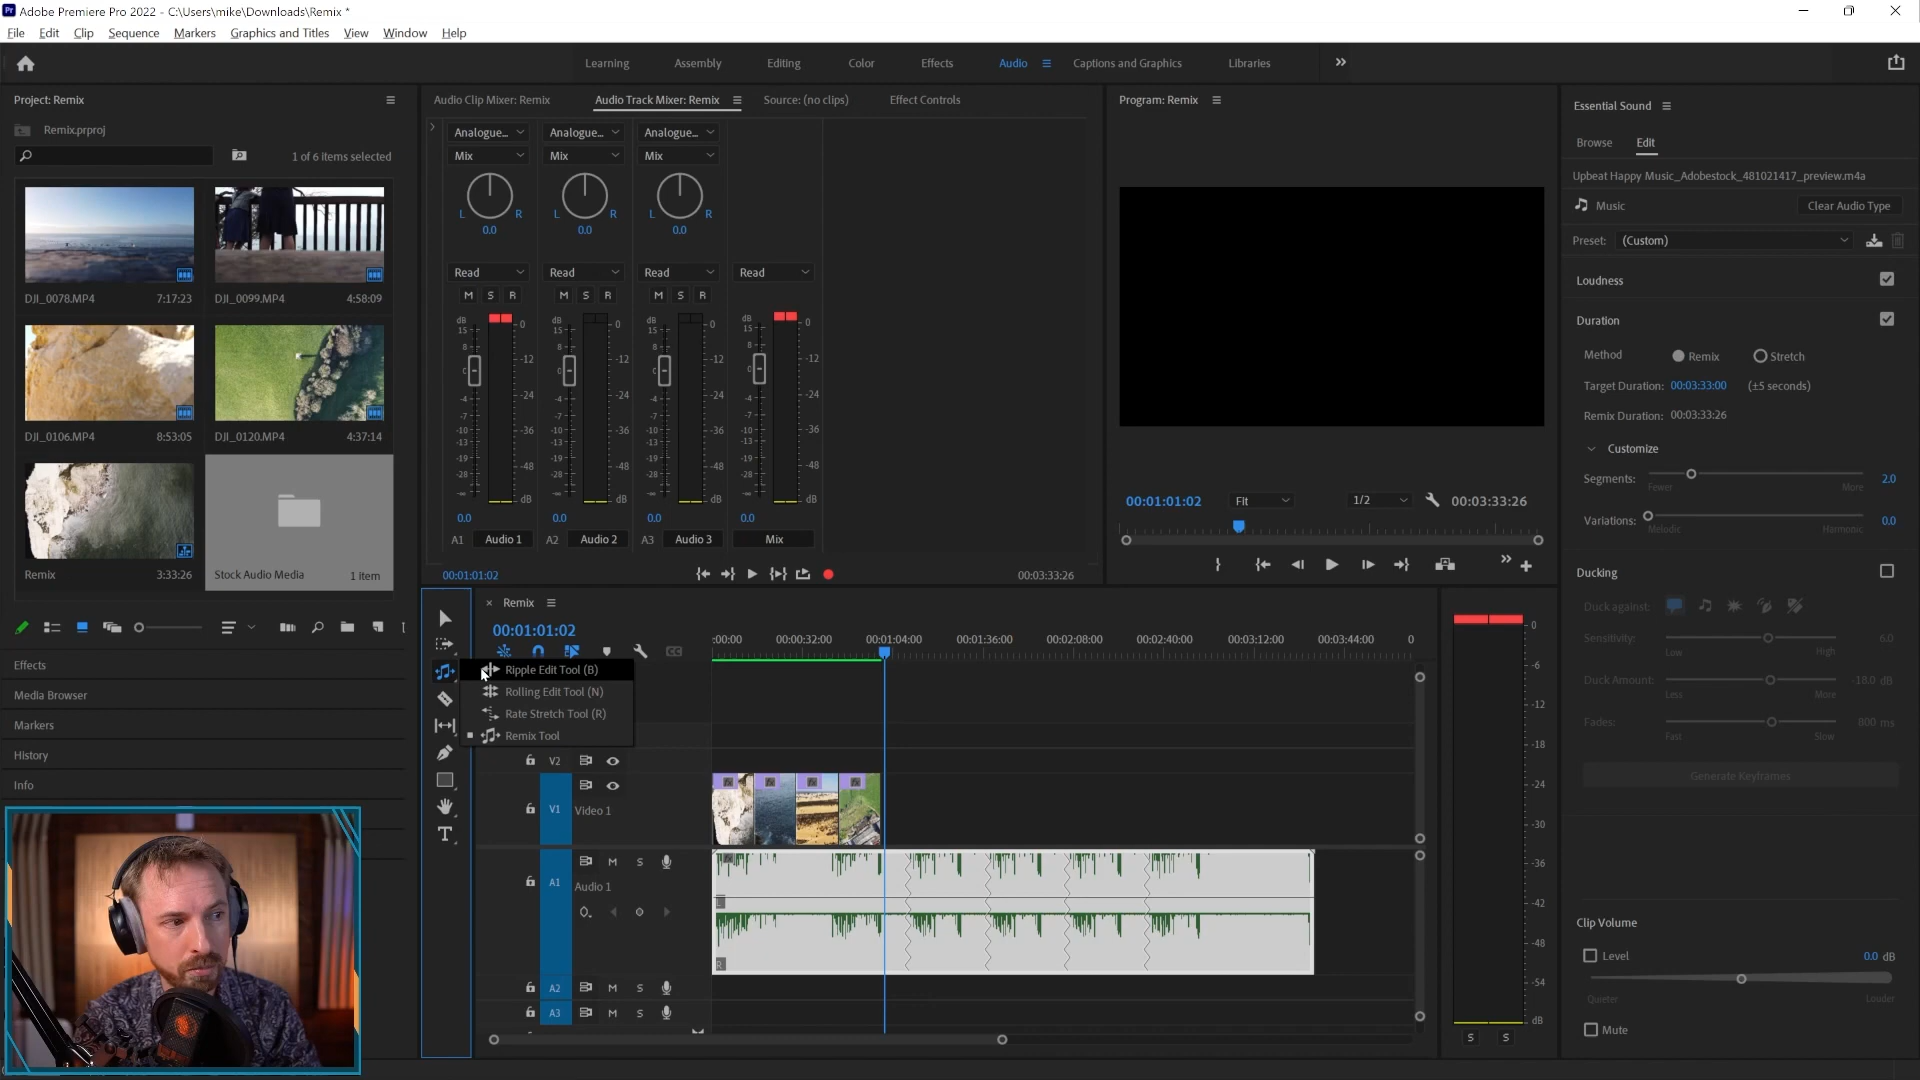 Pr Adobe Premiere Pro 2022 - C:\Users\mike\Downloads\Remix *
File Edit Clip Sequence Markers Graphics and Titles View Window Help
Learning Assembly Editing Color Effects Audio Captions and Graphics Libraries
Project: Remix
Remix.prproj
1 of 6 items selected
DJI_0078.MP4 7:17:23
DJI_0099.MP4 4:58:09
DJI_0106.MP4 8:53:05
DJI_0120.MP4 4:37:14
Remix 3:33:26
Stock Audio Media 1 item
Effects
Media Browser
Markers
History
Info
Audio Clip Mixer: Remix Audio Track Mixer: Remix Source: (no clips) Effect Controls
Analogue... Analogue... Analogue...
Mix Mix Mix
L R L R L R
0.0 0.0 0.0
Read Read Read Read
M S R M S R M S R
dB dB dB dB
15 0 15 0 15 0 15 0
8 8 8 8
-12 -12 -12 -12
-4 -24 -4 -24 -4 -24 -4 -24
-7 -7 -7 -7
-10 -36 -10 -36 -10 -36 -10 -36
-13 -13 -13 -13
-19 -48 -19 -48 -19 -48 -19 -48
-28 -28 -28 -28
dB dB dB dB
0.0 0.0 0.0 0.0
A1 Audio 1 A2 Audio 2 A3 Audio 3 Mix
00:01:01:02 00:03:33:26
Program: Remix
00:01:01:02 Fit 1/2 00:03:33:26
Remix
00:01:01:02
:00:00 00:00:32:00 00:01:04:00 00:01:36:00 00:02:08:00 00:02:40:00 00:03:12:00 00:03:44:00 0
Ripple Edit Tool (B)
Rolling Edit Tool (N)
Rate Stretch Tool (R)
Remix Tool
V2
V1 Video 1
A1 M S
Audio 1
L
R
A2 M S
A3 M S
0
-6
-12
-18
-24
-30
-36
-42
-48
-54
dB
S S
Essential Sound
Browse Edit
Upbeat Happy Music_Adobestock_481021417_preview.m4a
Music Clear Audio Type
Preset: (Custom)
Loudness
Duration
Method Remix Stretch
Target Duration: 00:03:33:00 (±5 seconds)
Remix Duration: 00:03:33:26
Customize
Segments: 2.0
Fewer More
Variations: 0.0
Melodic Harmonic
Ducking
Duck against:
Sensitivity: 6.0
Low High
Duck Amount: -18.0 dB
Less More
Fades: 800 ms
Fast Slow
Generate Keyframes
Clip Volume
Level 0.0 dB
Quieter Louder
Mute